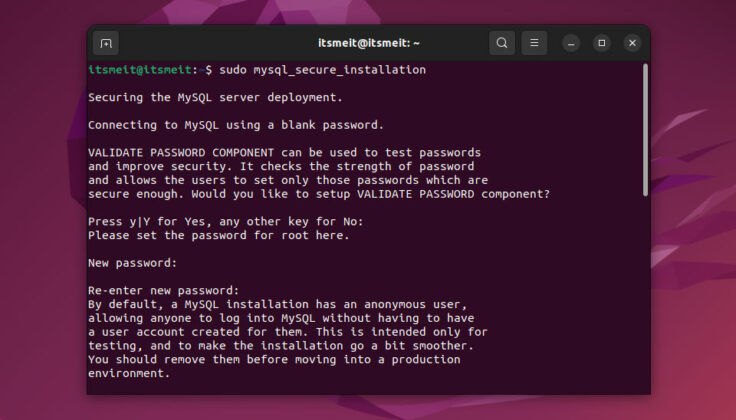 itsmeit@itsmeit: ~
itsmeit@itsmeit:~$ sudo mysql_secure_installation
Securing the MySQL server deployment.
Connecting to MySQL using a blank password.
VALIDATE PASSWORD COMPONENT can be used to test passwords
and improve security. It checks the strength of password
and allows the users to set only those passwords which are
secure enough. Would you like to setup VALIDATE PASSWORD component?
Press y|Y for Yes, any other key for No:
Please set the password for root here.
New password:
Re-enter new password:
By default, a MySQL installation has an anonymous user,
allowing anyone to log into MySQL without having to have
a user account created for them. This is intended only for
testing, and to make the installation go a bit smoother.
You should remove them before moving into a production
environment.